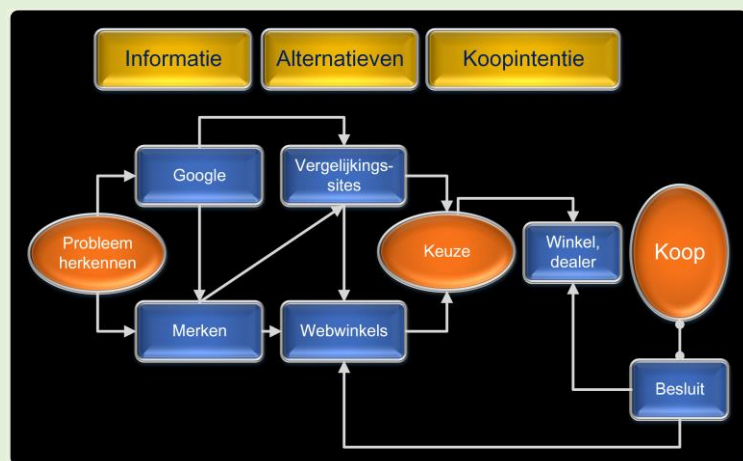 Informatie
Alternatieven
Koopintentie
Google
Vergelijkings-
sites
Probleem
herkennen
Keuze
Winkel,
dealer
Koop
Merken
Webwinkels
Besluit